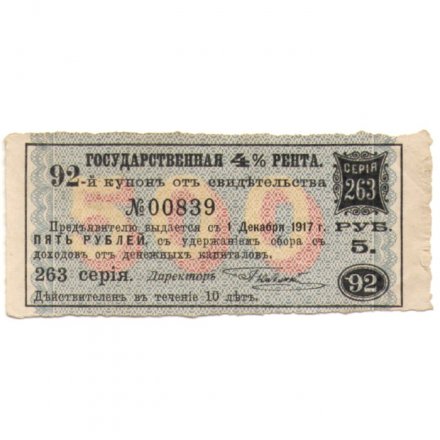 ГОСУДАРСТВЕННАЯ 4% РЕНТА.
СЕРІЯ
263
92-й купонъ отъ свидѣтельства
№00839
500
Предъявителю выдается съ 1 Декабря 1917 г.
РУБ.
ПЯТЬ РУБЛЕЙ, съ удержаніемъ сбора съ
5.
доходовъ отъ денежныхъ капиталовъ.
263 серія. Директоръ
92
Дѣйствителенъ въ теченіе 10 лѣтъ.